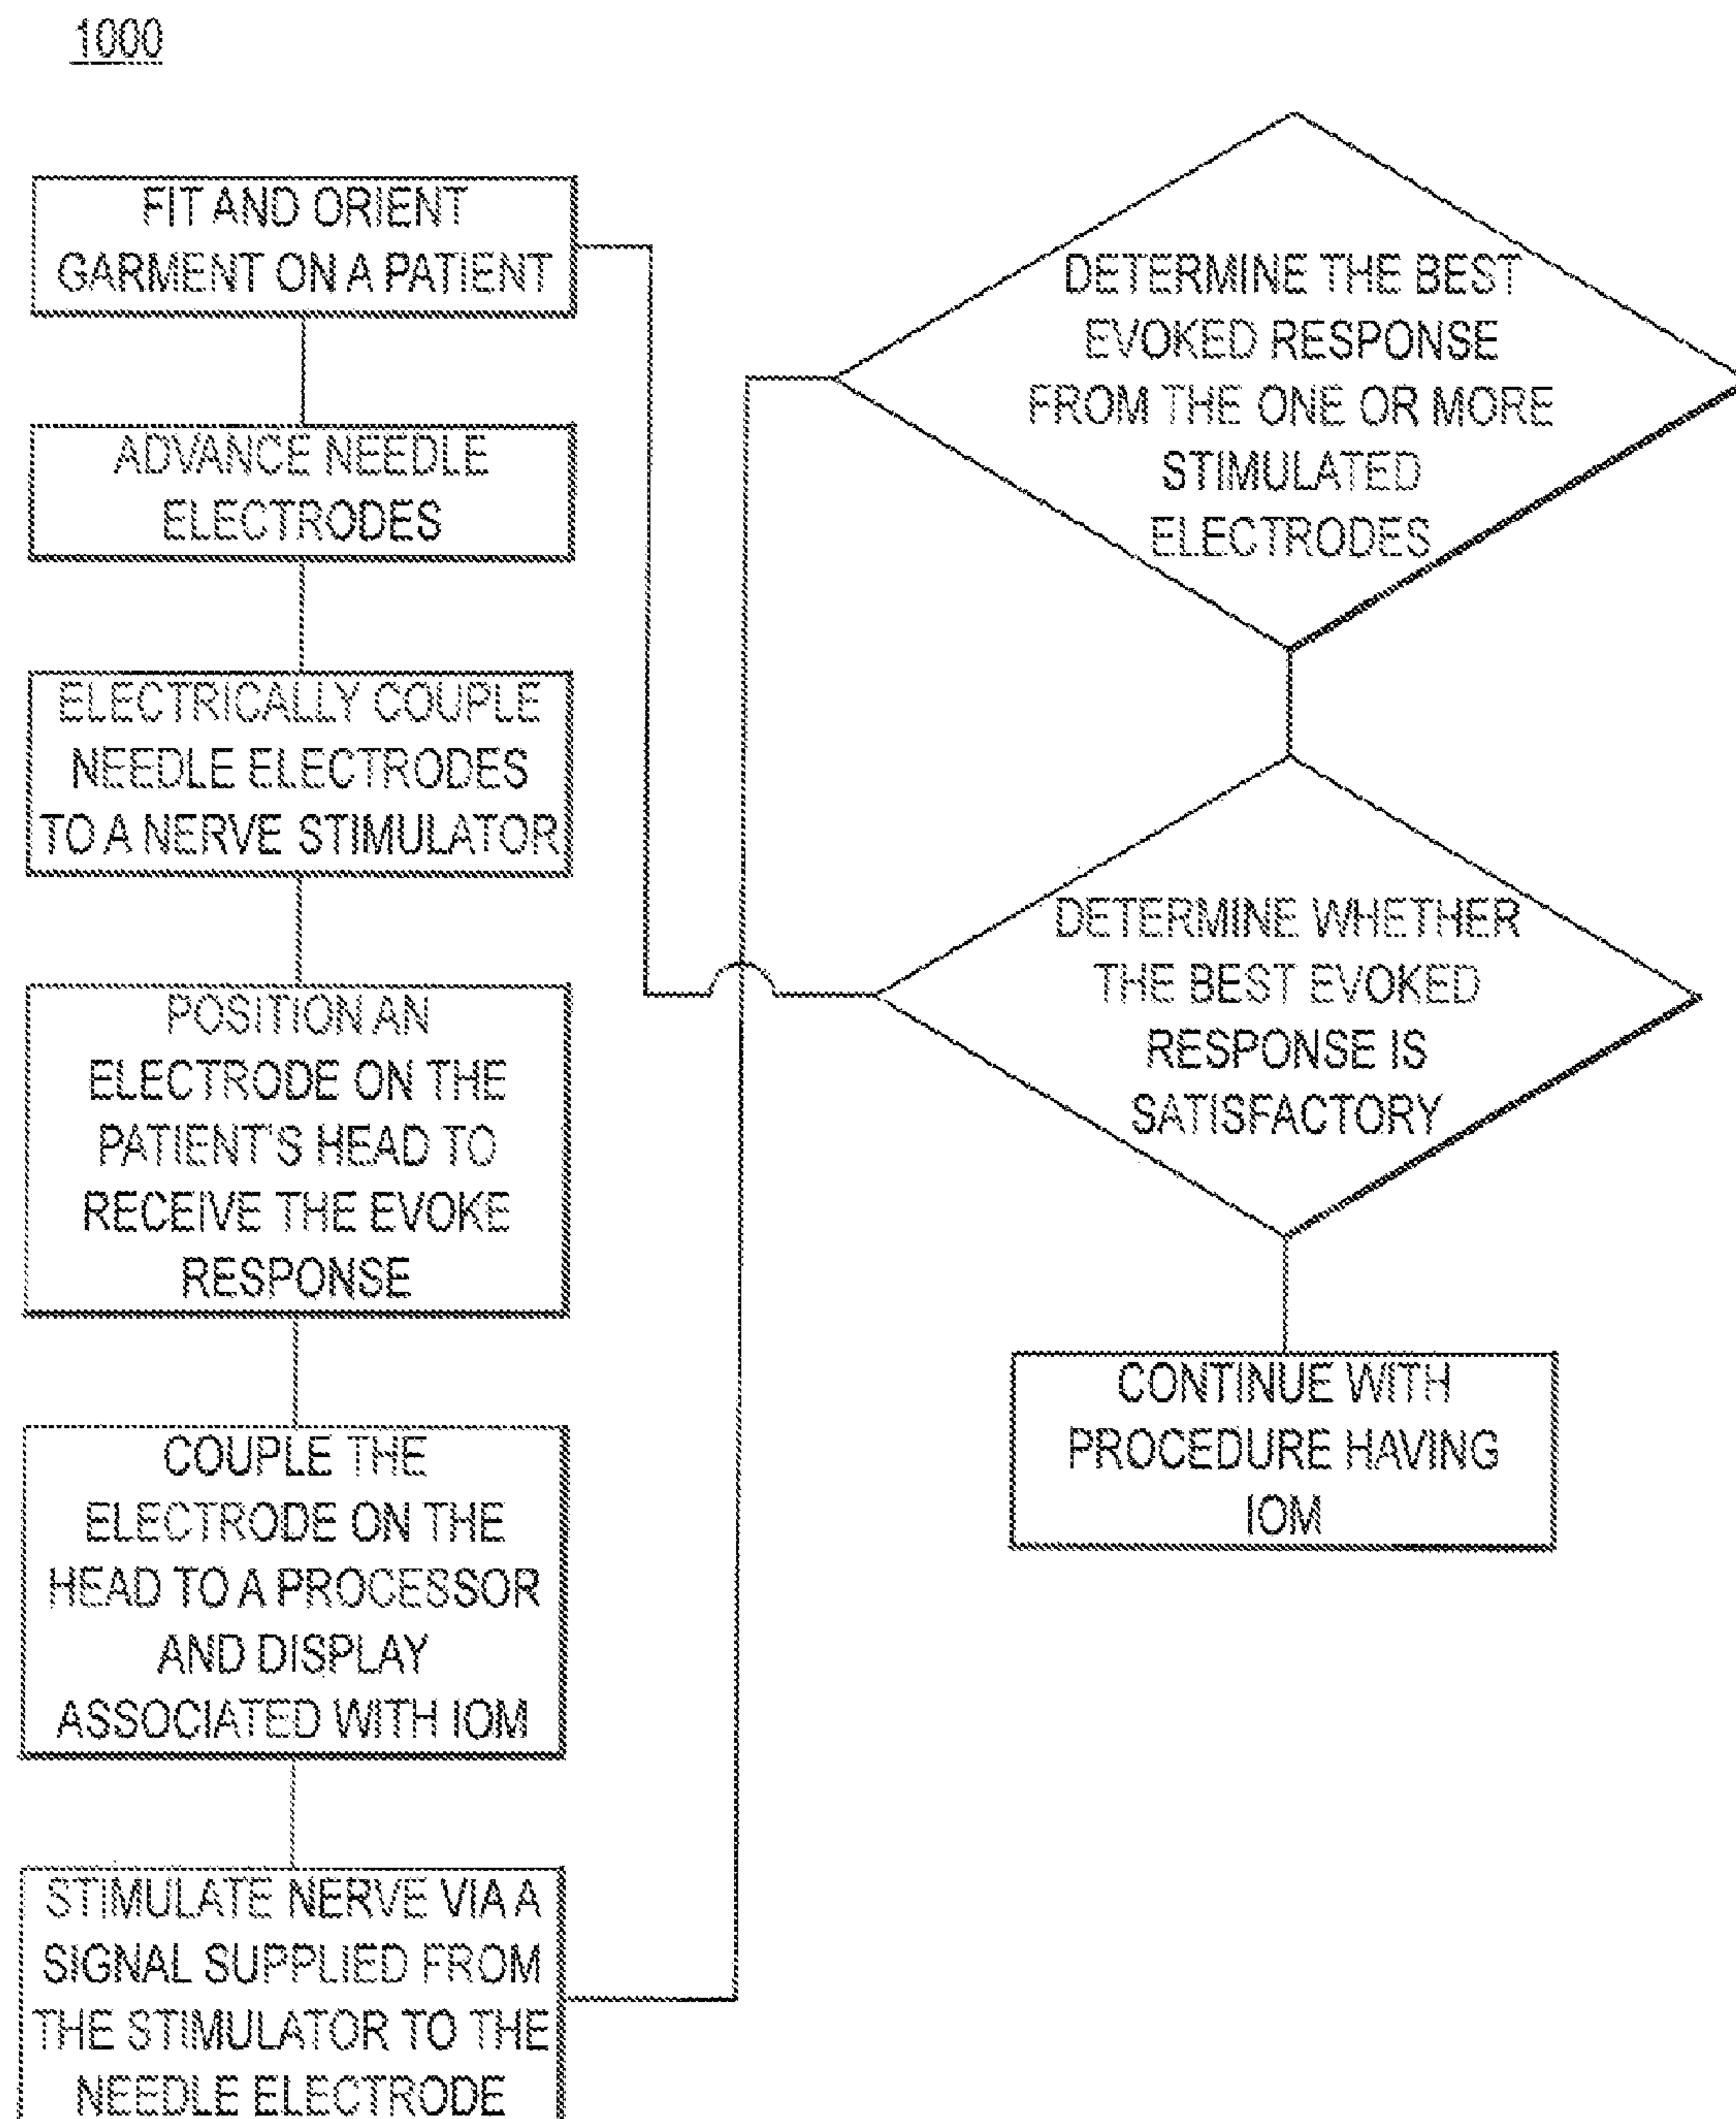 1000
FIT AND ORIENT
GARMENT ON A PATIENT
ADVANCE NEEDLE
ELECTRODES
ELECTRICALLY COUPLE
NEEDLE ELECTRODES
TO A NERVE STIMULATOR
POSITION AN
ELECTRODE ON THE
PATIENT'S HEAD TO
RECEIVE THE EVOKE
RESPONSE
COUPLE THE
ELECTRODE ON THE
HEAD TO A PROCESSOR
AND DISPLAY
ASSOCIATED WITH IOM
STIMULATE NERVE VIA A
SIGNAL SUPPLIED FROM
THE STIMULATOR TO THE
NEEDLE ELECTRODE
DETERMINE THE BEST
EVOKED RESPONSE
FROM THE ONE OR MORE
STIMULATED
ELECTRODES
DETERMINE WHETHER
THE BEST EVOKED
RESPONSE IS
SATISFACTORY
CONTINUE WITH
PROCEDURE HAVING
IOM